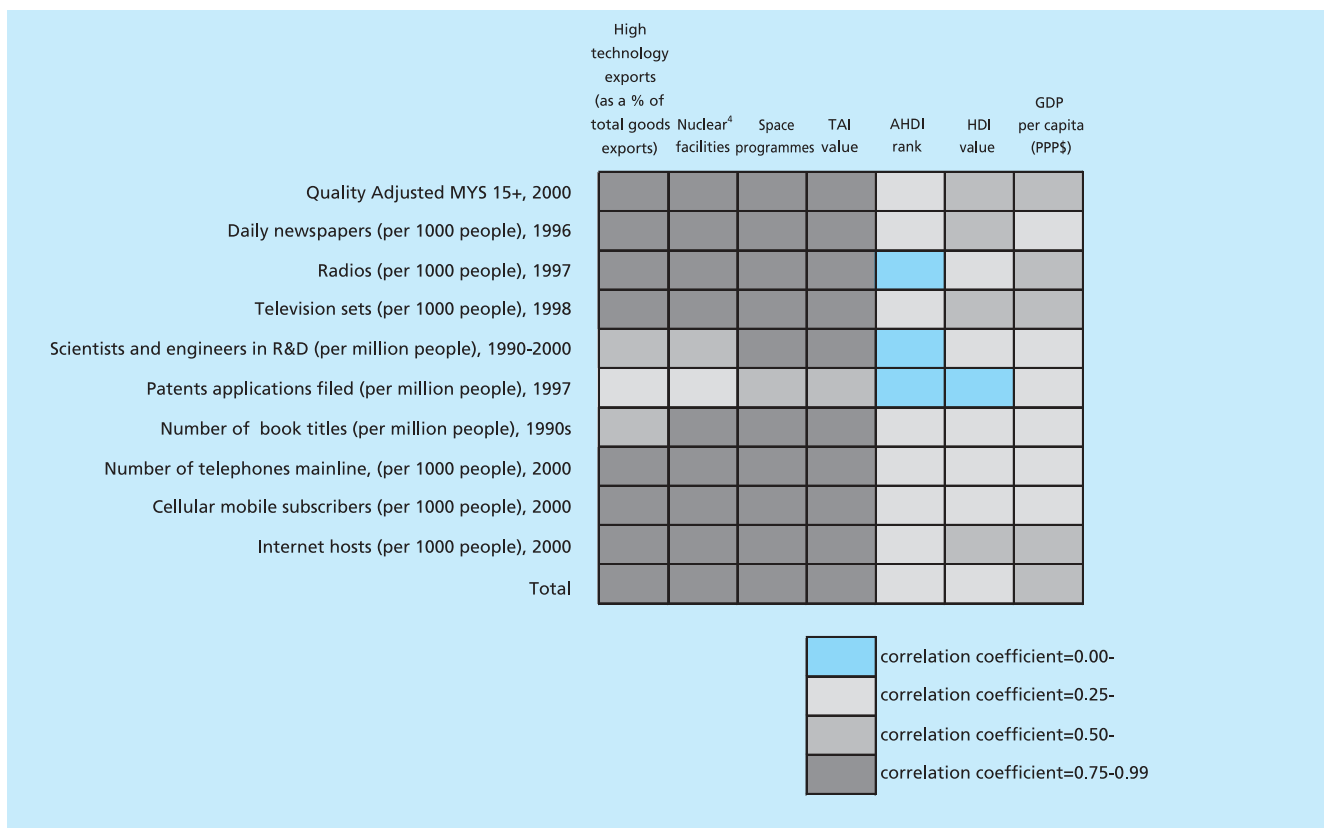 High
technology
exports
(as a % of
total goods
exports)
Nuclear⁴
facilities
Space
programmes
TAI
value
AHDI
rank
HDI
value
GDP
per capita
(PPP$)
Quality Adjusted MYS 15+, 2000
Daily newspapers (per 1000 people), 1996
Radios (per 1000 people), 1997
Television sets (per 1000 people), 1998
Scientists and engineers in R&D (per million people), 1990-2000
Patents applications filed (per million people), 1997
Number of book titles (per million people), 1990s
Number of telephones mainline, (per 1000 people), 2000
Cellular mobile subscribers (per 1000 people), 2000
Internet hosts (per 1000 people), 2000
Total
correlation coefficient=0.00-
correlation coefficient=0.25-
correlation coefficient=0.50-
correlation coefficient=0.75-0.99